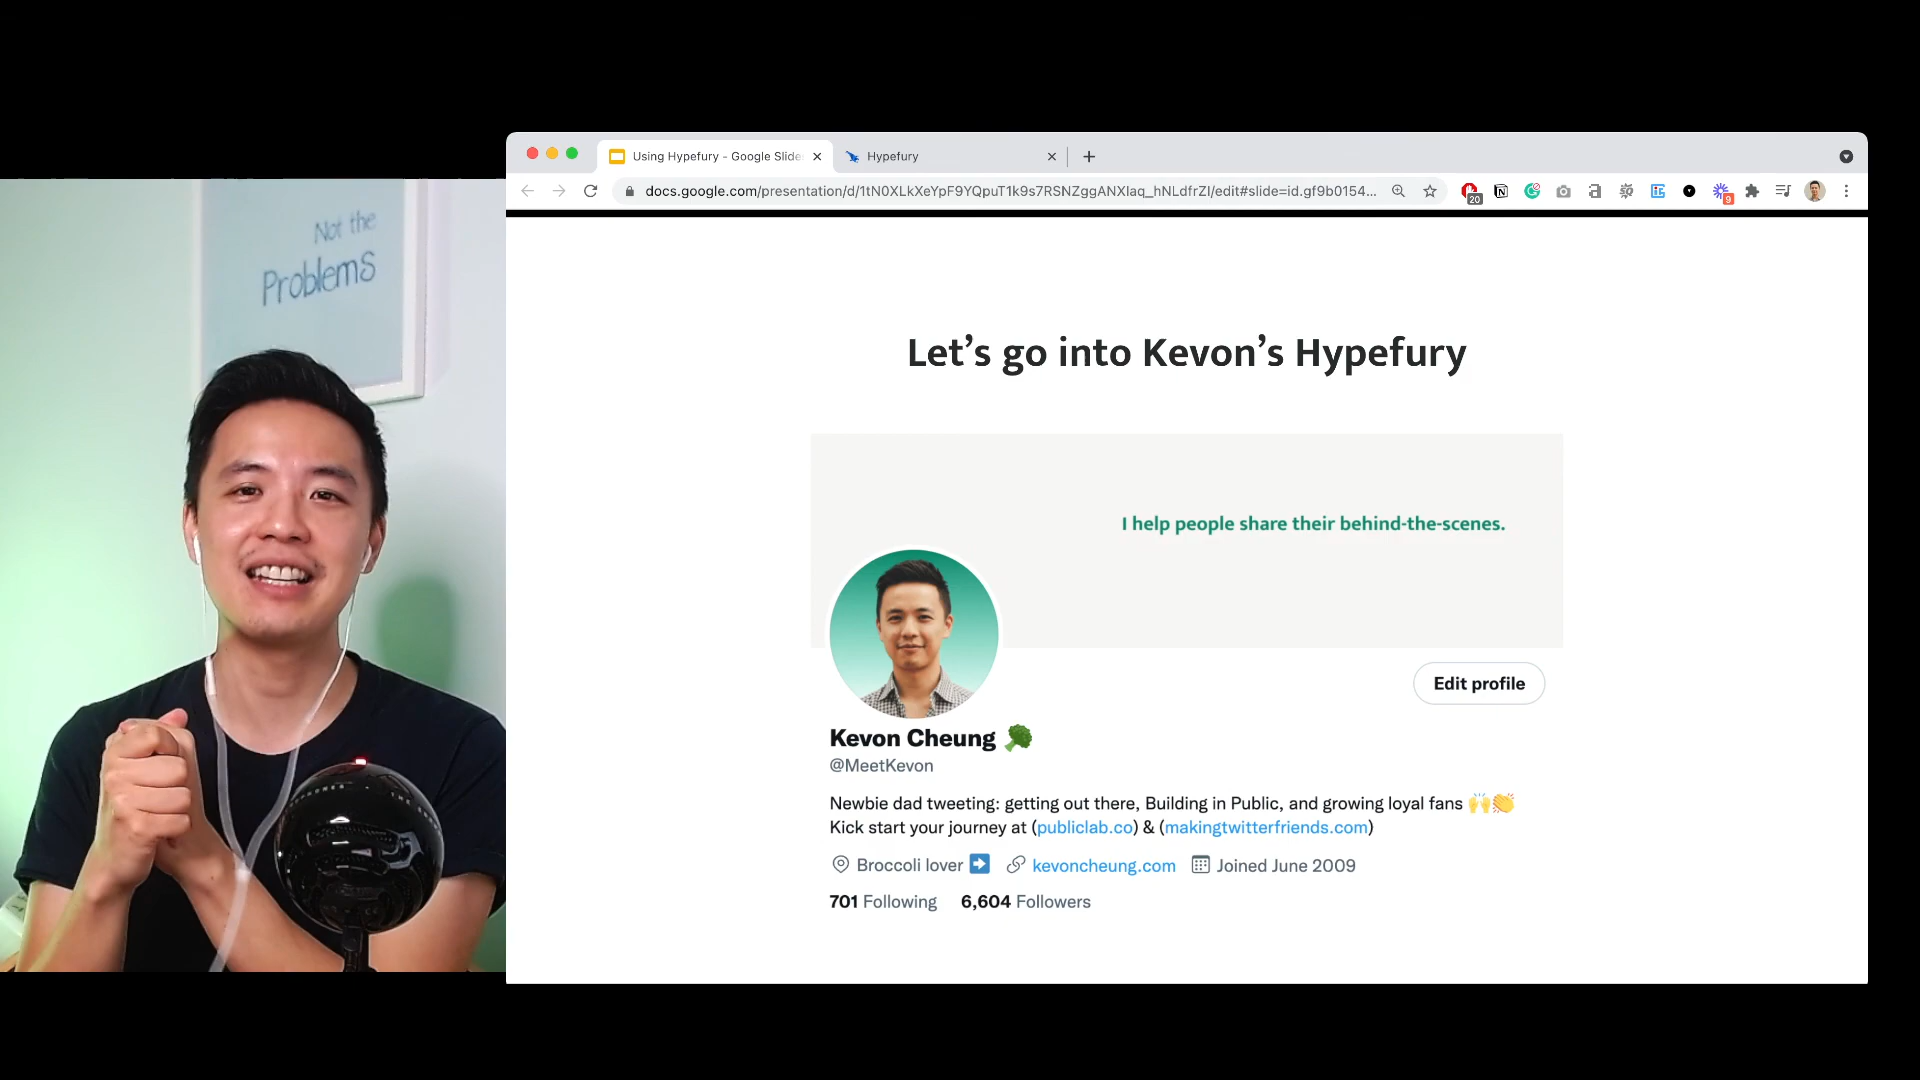 Not the
Problems
Using Hypefury - Google Slide
Hypefury
docs.google.com/presentation/d/1tN0XLkXeYpF9YQpuT1k9s7RSNZggANXIaq_hNLdfrZI/edit#slide=id.gf9b0154...
20
9
Let's go into Kevon's Hypefury
I help people share their behind-the-scenes.
Edit profile
Kevon Cheung 🥦
@MeetKevon
Newbie dad tweeting: getting out there, Building in Public, and growing loyal fans 🙌👏
Kick start your journey at (publiclab.co) & (makingtwitterfriends.com)
Broccoli lover ➡️ kevoncheung.com Joined June 2009
701 Following 6,604 Followers